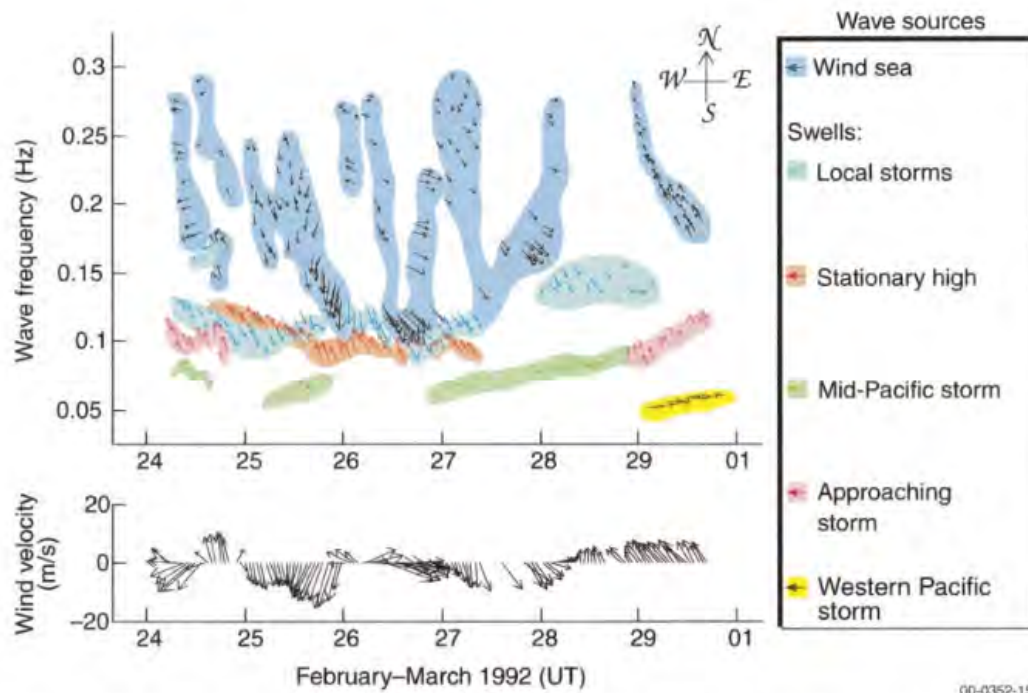 Wave sources
Wind sea
Swells:
Local storms
Stationary high
Mid-Pacific storm
Approaching
storm
Western Pacific
storm
N
W E
S
Wave frequency (Hz)
0.3
0.25
0.2
0.15
0.1
0.05
24 25 26 27 28 29 01
Wind velocity
(m/s)
20
0
–20
24 25 26 27 28 29 01
February–March 1992 (UT)